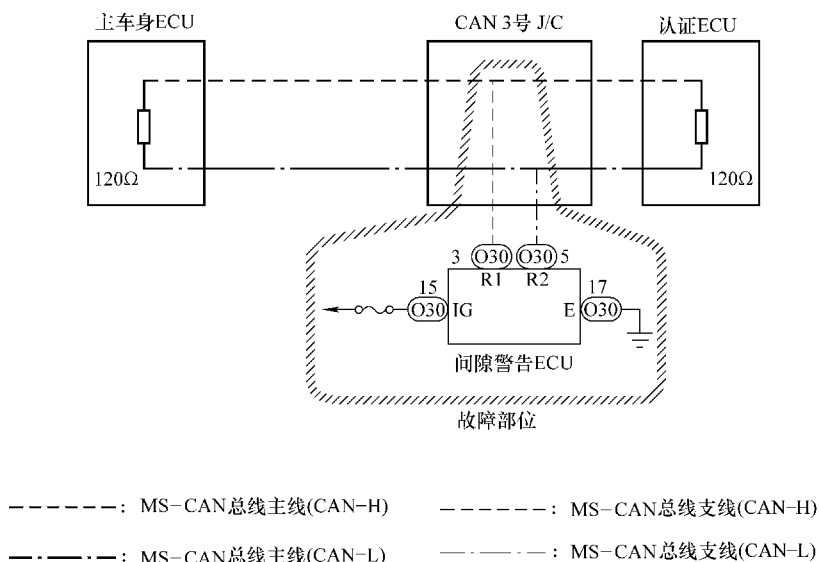 主车身ECU
CAN 3号 J/C
认证ECU
120Ω
120Ω
3
O30
O30
5
R1
R2
15
17
O30
IG
E
O30
间隙警告ECU
故障部位
: MS-CAN总线主线(CAN-H)
: MS-CAN总线支线(CAN-H)
: MS-CAN总线主线(CAN-L)
: MS-CAN总线支线(CAN-L)